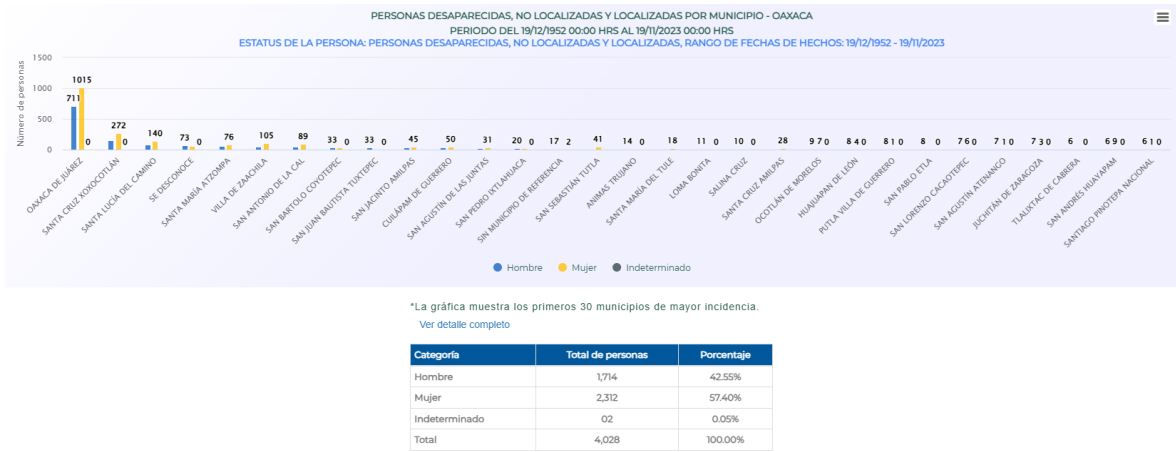 PERSONAS DESAPARECIDAS, NO LOCALIZADAS Y LOCALIZADAS POR MUNICIPIO - OAXACA
PERIODO DEL 19/12/1952 00:00 HRS AL 19/11/2023 00:00 HRS
ESTATUS DE LA PERSONA: PERSONAS DESAPARECIDAS, NO LOCALIZADAS Y LOCALIZADAS, RANGO DE FECHAS DE HECHOS: 19/12/1952 - 19/11/2023
Número de personas
1500
1000
500
0
711 1015 0
272 0
140
73 0
76
105
89
33 0
33 0
45
50
31
20 0
17 2
41
14 0
18
11 0
10 0
28
9 7 0
8 4 0
8 1 0
8 0
7 6 0
7 1 0
7 3 0
6 0
6 9 0
6 1 0
OAXACA DE JUÁREZ
SANTA CRUZ XOXOCOTLÁN
SANTA LUCÍA DEL CAMINO
SE DESCONOCE
SANTA MARÍA ATZOMPA
VILLA DE ZAACHILA
SAN ANTONIO DE LA CAL
SAN BARTOLO COYOTEPEC
SAN JUAN BAUTISTA TUXTEPEC
SAN JACINTO AMILPAS
CUILÁPAM DE GUERRERO
SAN AGUSTÍN DE LAS JUNTAS
SAN PEDRO IXTLAHUACA
SIN MUNICIPIO DE REFERENCIA
SAN SEBASTIÁN TUTLA
ANIMAS TRUJANO
SANTA MARÍA DEL TULE
LOMA BONITA
SALINA CRUZ
SANTA CRUZ AMILPAS
OCOTLÁN DE MORELOS
HUAJUAPAN DE LEÓN
PUTLA VILLA DE GUERRERO
SAN PABLO ETLA
SAN LORENZO CACAOTEPEC
SAN AGUSTÍN ATENANGO
JUCHITÁN DE ZARAGOZA
TLALIXTAC DE CABRERA
SAN ANDRÉS HUAYAPAM
SANTIAGO PINOTEPA NACIONAL
Hombre Mujer Indeterminado
*La gráfica muestra los primeros 30 municipios de mayor incidencia.
Ver detalle completo
Categoría Total de personas Porcentaje
Hombre 1,714 42.55%
Mujer 2,312 57.40%
Indeterminado 02 0.05%
Total 4,028 100.00%